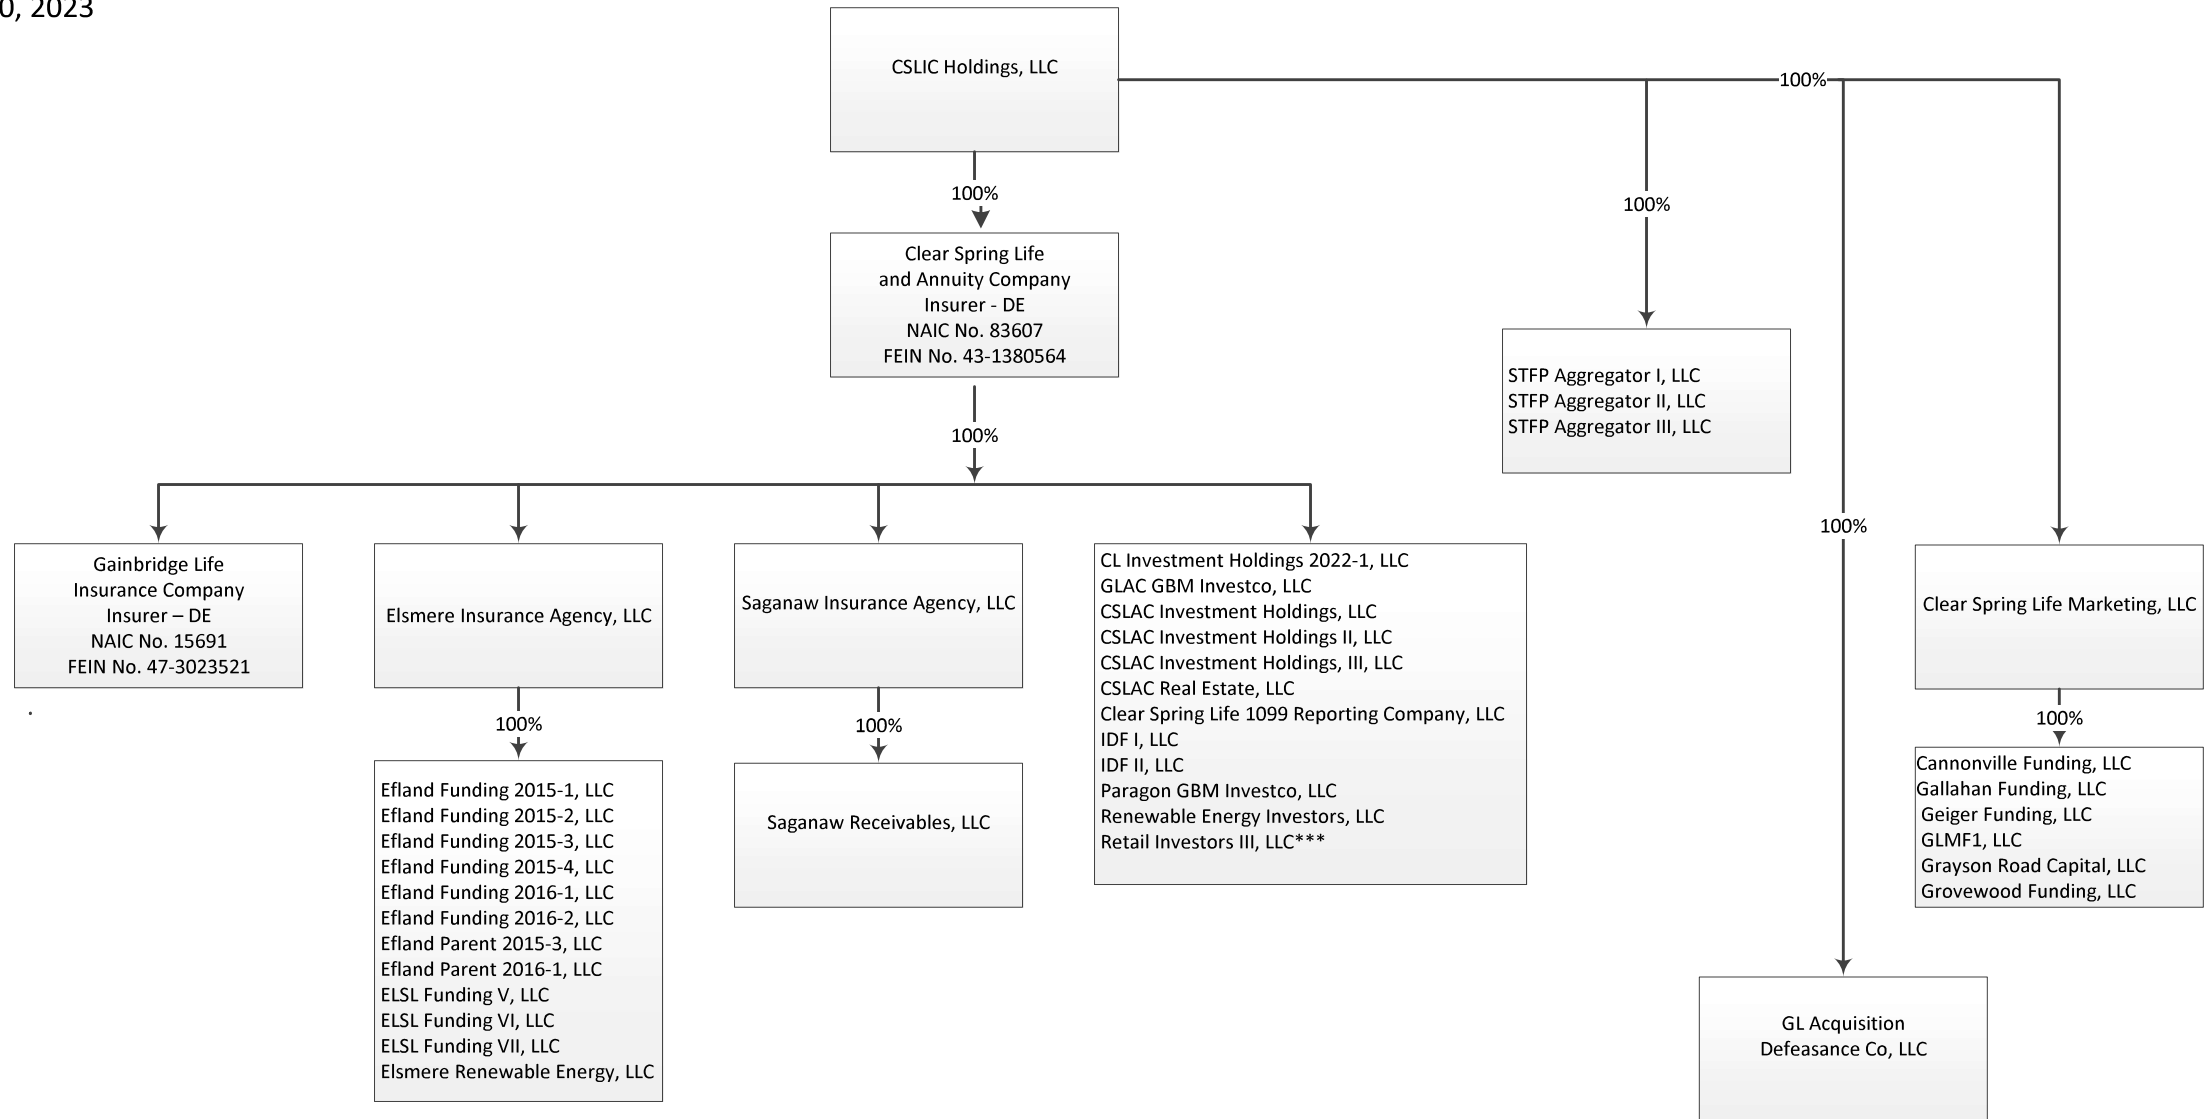 0, 2023
CSLIC Holdings, LLC
100%
100%
100%
Clear Spring Life
and Annuity Company
Insurer - DE
NAIC No. 83607
FEIN No. 43-1380564
STFP Aggregator I, LLC
STFP Aggregator II, LLC
STFP Aggregator III, LLC
100%
100%
Gainbridge Life
Insurance Company
Insurer – DE
NAIC No. 15691
FEIN No. 47-3023521
.
Elsmere Insurance Agency, LLC
Saganaw Insurance Agency, LLC
CL Investment Holdings 2022-1, LLC
GLAC GBM Investco, LLC
CSLAC Investment Holdings, LLC
CSLAC Investment Holdings II, LLC
CSLAC Investment Holdings, III, LLC
CSLAC Real Estate, LLC
Clear Spring Life 1099 Reporting Company, LLC
IDF I, LLC
IDF II, LLC
Paragon GBM Investco, LLC
Renewable Energy Investors, LLC
Retail Investors III, LLC***
Clear Spring Life Marketing, LLC
100%
100%
100%
Efland Funding 2015-1, LLC
Efland Funding 2015-2, LLC
Efland Funding 2015-3, LLC
Efland Funding 2015-4, LLC
Efland Funding 2016-1, LLC
Efland Funding 2016-2, LLC
Efland Parent 2015-3, LLC
Efland Parent 2016-1, LLC
ELSL Funding V, LLC
ELSL Funding VI, LLC
ELSL Funding VII, LLC
Elsmere Renewable Energy, LLC
Saganaw Receivables, LLC
Cannonville Funding, LLC
Gallahan Funding, LLC
Geiger Funding, LLC
GLMF1, LLC
Grayson Road Capital, LLC
Grovewood Funding, LLC
GL Acquisition
Defeasance Co, LLC